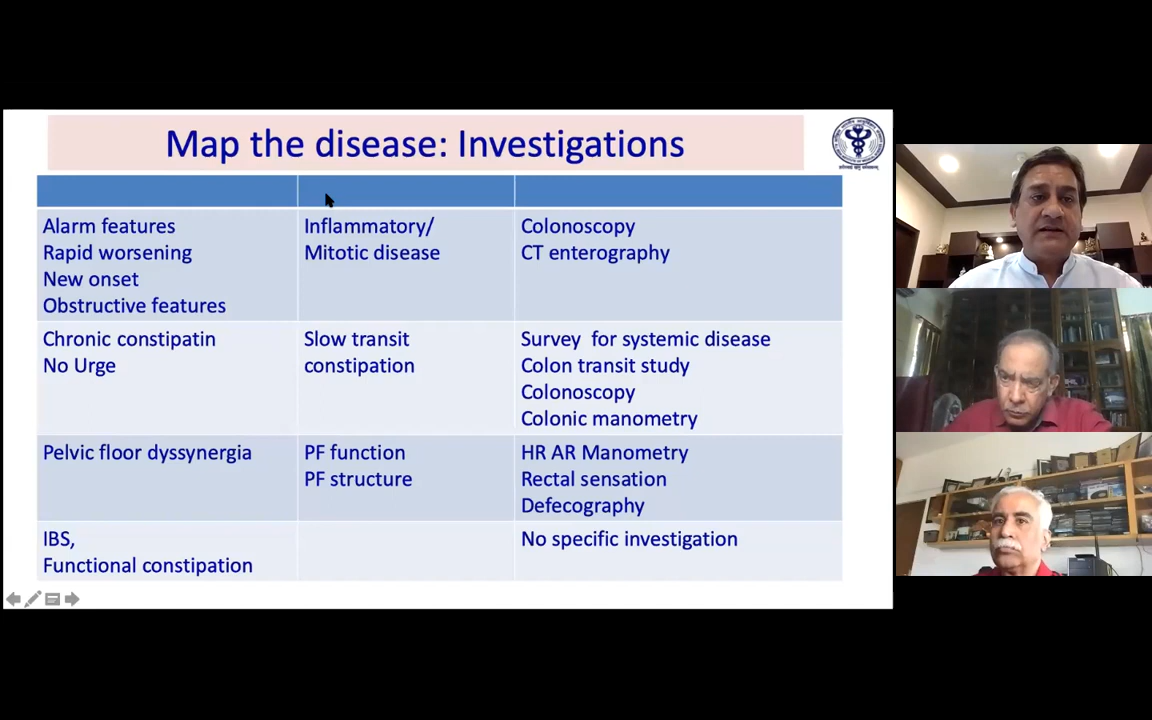 Map the disease: Investigations
Alarm features
Rapid worsening
New onset
Obstructive features
Inflammatory/
Mitotic disease
Colonoscopy
CT enterography
Chronic constipatin
No Urge
Slow transit
constipation
Survey for systemic disease
Colon transit study
Colonoscopy
Colonic manometry
Pelvic floor dyssynergia
PF function
PF structure
HR AR Manometry
Rectal sensation
Defecography
IBS,
Functional constipation
No specific investigation